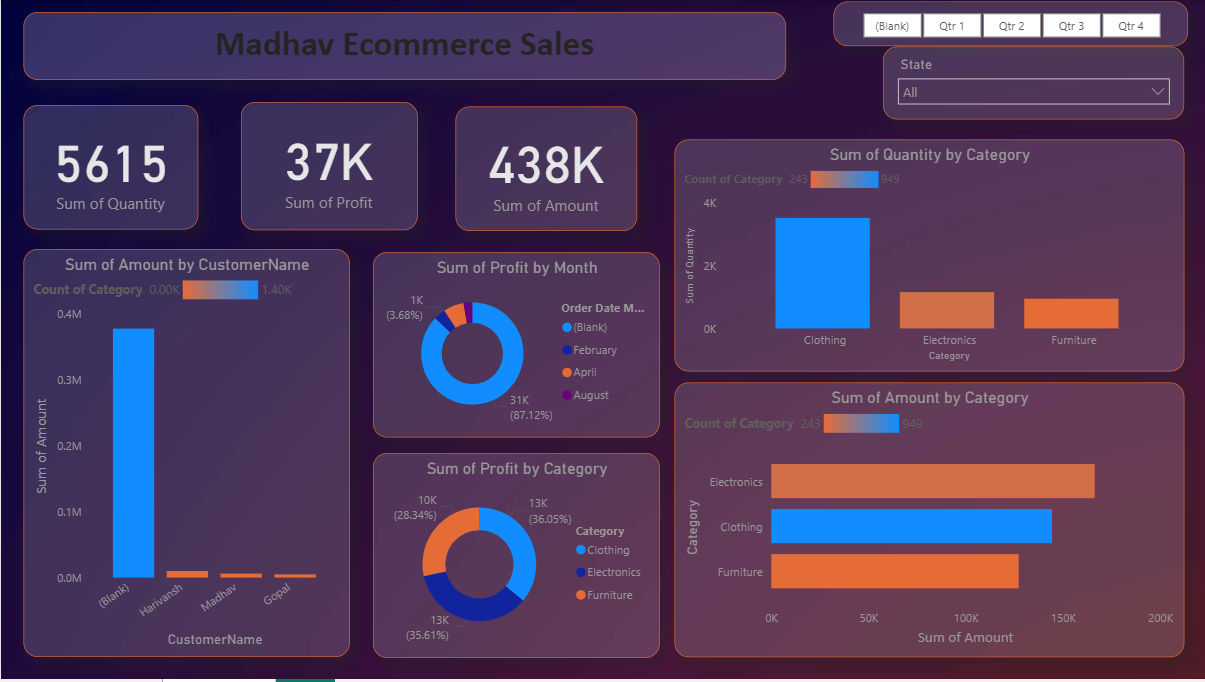 Madhav Ecommerce Sales
(Blank) Qtr 1 Qtr 2 Qtr 3 Qtr 4
State
All
5615
Sum of Quantity
37K
Sum of Profit
438K
Sum of Amount
Sum of Amount by CustomerName
Count of Category 0.00K 1.40K
Sum of Amount
0.4M
0.3M
0.2M
0.1M
0.0M
(Blank) Harivansh Madhav Gopal
CustomerName
Sum of Profit by Month
1K
(3.68%)
31K
(87.12%)
Order Date M...
(Blank)
February
April
August
Sum of Profit by Category
10K
(28.34%)
13K
(36.05%)
13K
(35.61%)
Category
Clothing
Electronics
Furniture
Sum of Quantity by Category
Count of Category 243 949
Sum of Quantity
4K
2K
0K
Clothing Electronics Furniture
Category
Sum of Amount by Category
Count of Category 243 949
Category
Electronics
Clothing
Furniture
0K 50K 100K 150K 200K
Sum of Amount